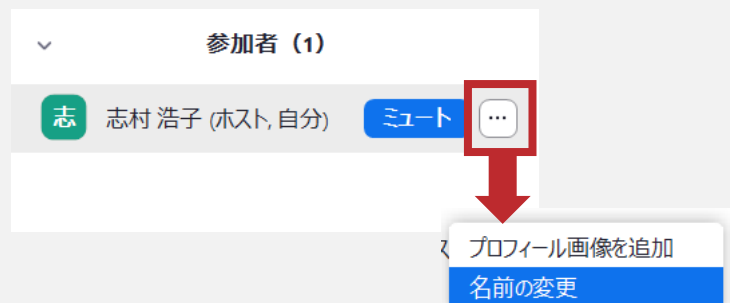 参加者（1）
志 志村 浩子 (ホスト, 自分) ミュート ...
プロフィール画像を追加
名前の変更